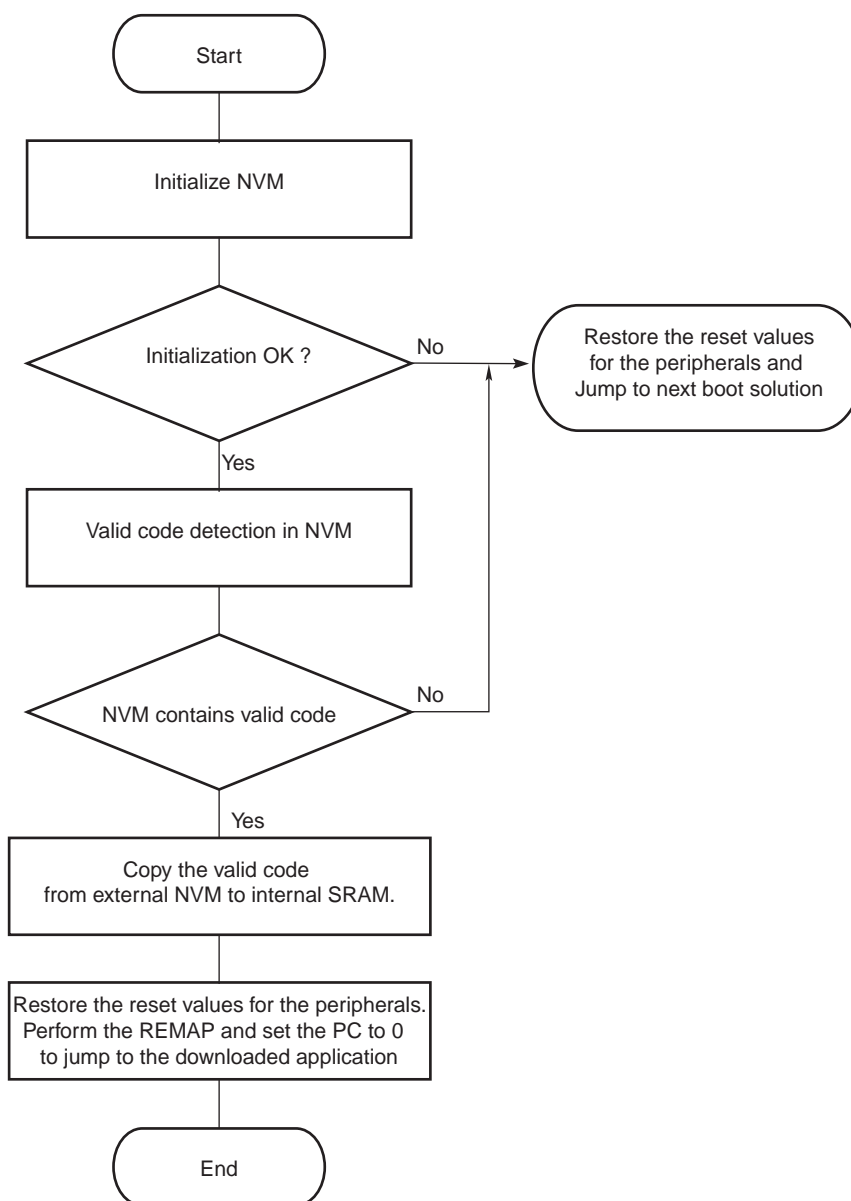 Start
Initialize NVM
Initialization OK ?
No
Restore the reset values
for the peripherals and
Jump to next boot solution
Yes
Valid code detection in NVM
NVM contains valid code
No
Yes
Copy the valid code
from external NVM to internal SRAM.
Restore the reset values for the peripherals.
Perform the REMAP and set the PC to 0
to jump to the downloaded application
End